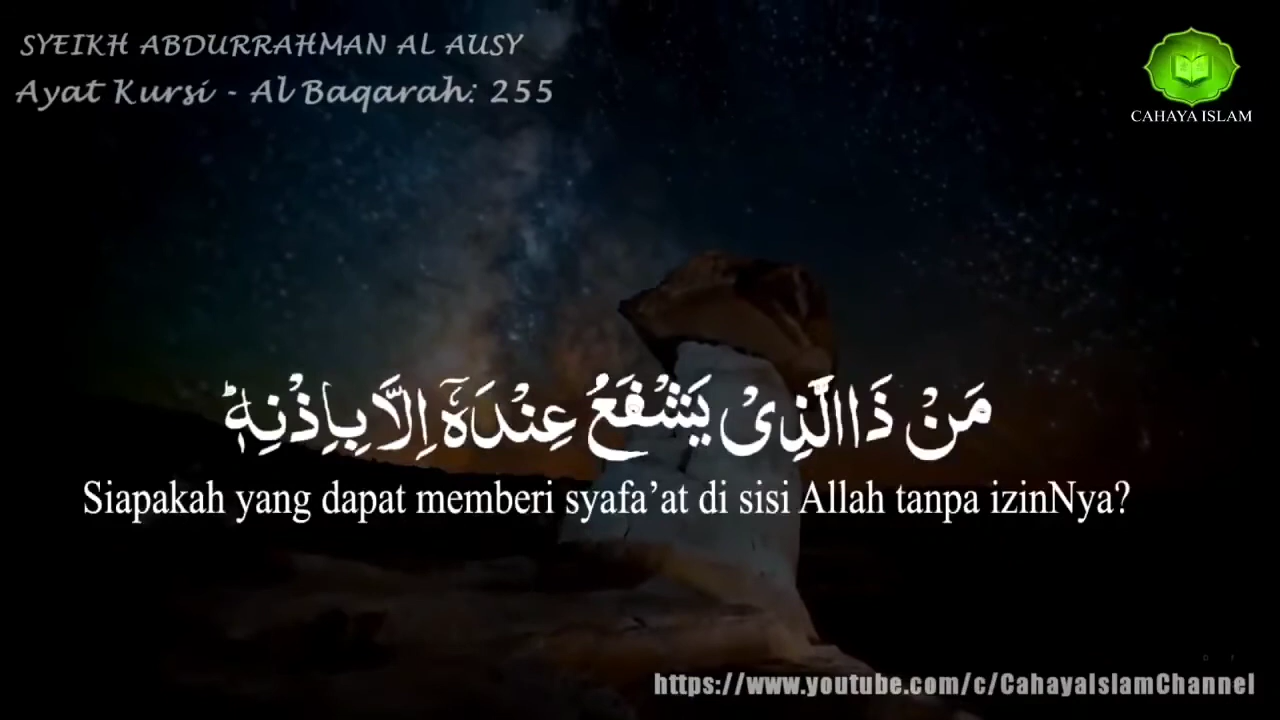 SYEIKH ABDURRAHMAN AL AUSY
Ayat Kursi - Al Baqarah: 255
CAHAYA ISLAM
مَنْ ذَاالَّذِىْ يَشْفَعُ عِنْدَهٗٓ اِلَّا بِاِذْنِهٖ ؕ
Siapakah yang dapat memberi syafa’at di sisi Allah tanpa izinNya?
https://www.youtube.com/c/CahayaIslamChannel